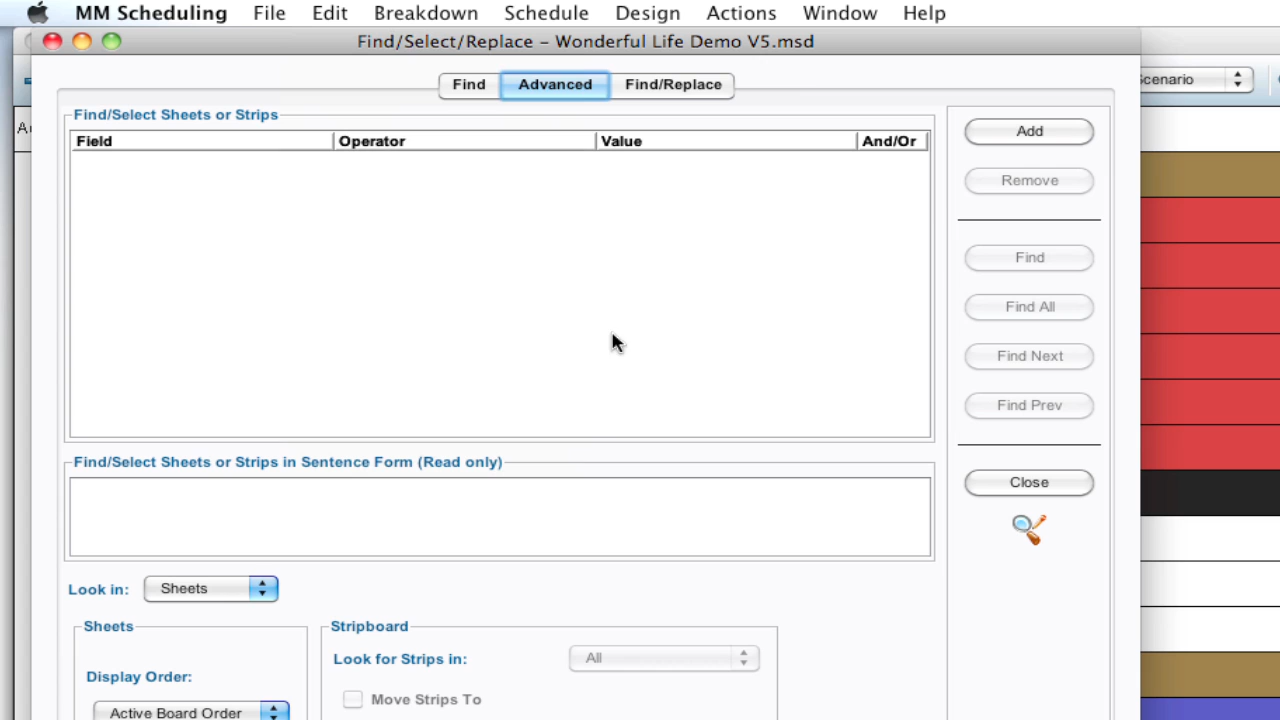 MM Scheduling File Edit Breakdown Schedule Design Actions Window Help
Find/Select/Replace – Wonderful Life Demo V5.msd
Find Advanced Find/Replace
Scenario
Find/Select Sheets or Strips
Field Operator Value And/Or
Add
Remove
Find
Find All
Find Next
Find Prev
Find/Select Sheets or Strips in Sentence Form (Read only)
Close
Look in: Sheets
Sheets
Display Order:
Active Board Order
Stripboard
Look for Strips in: All
Move Strips To